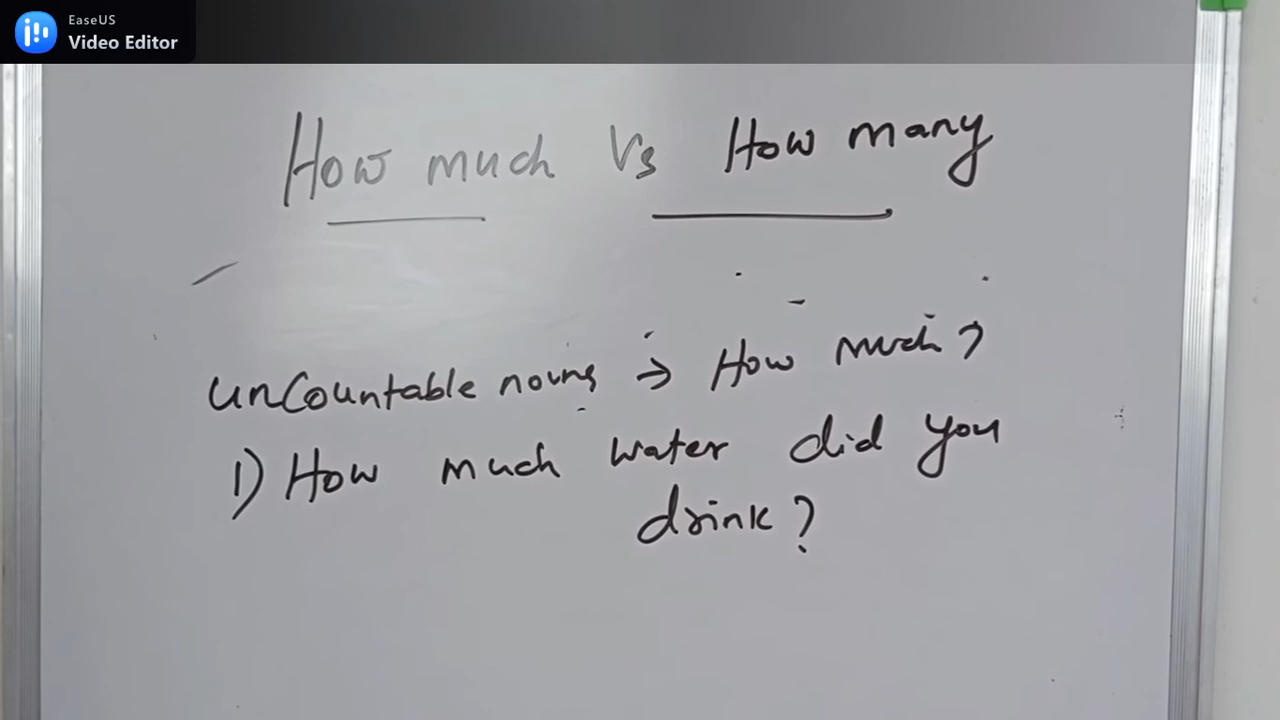 EaseUS
Video Editor
How much Vs How many
unCountable nouns → How much?
1) How much water did you
drink?